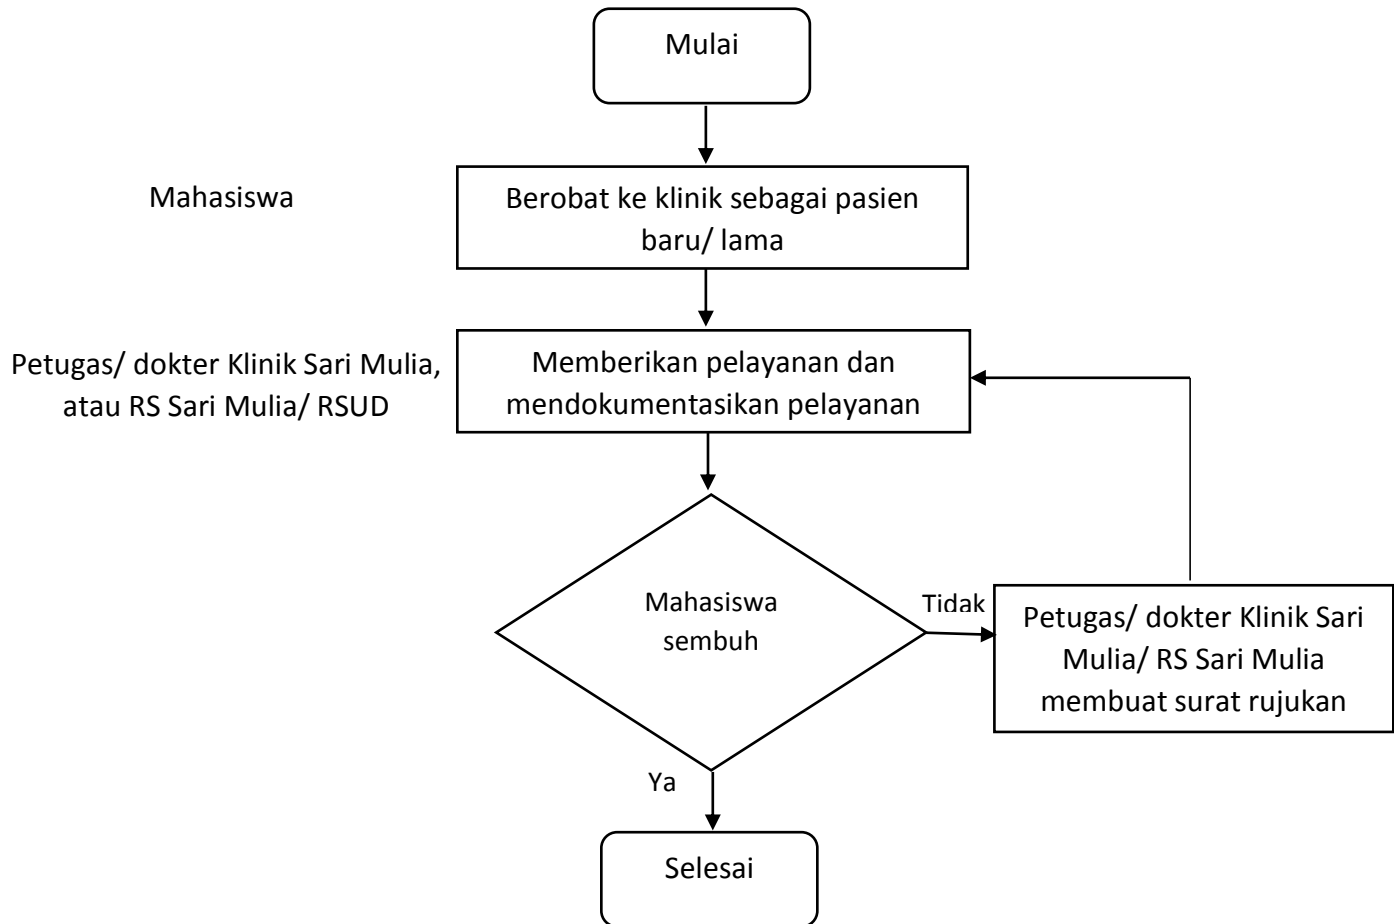 Mulai
Mahasiswa
Berobat ke klinik sebagai pasien
baru/ lama
Petugas/ dokter Klinik Sari Mulia,
atau RS Sari Mulia/ RSUD
Memberikan pelayanan dan
mendokumentasikan pelayanan
Mahasiswa
sembuh
Tidak
Petugas/ dokter Klinik Sari
Mulia/ RS Sari Mulia
membuat surat rujukan
Ya
Selesai